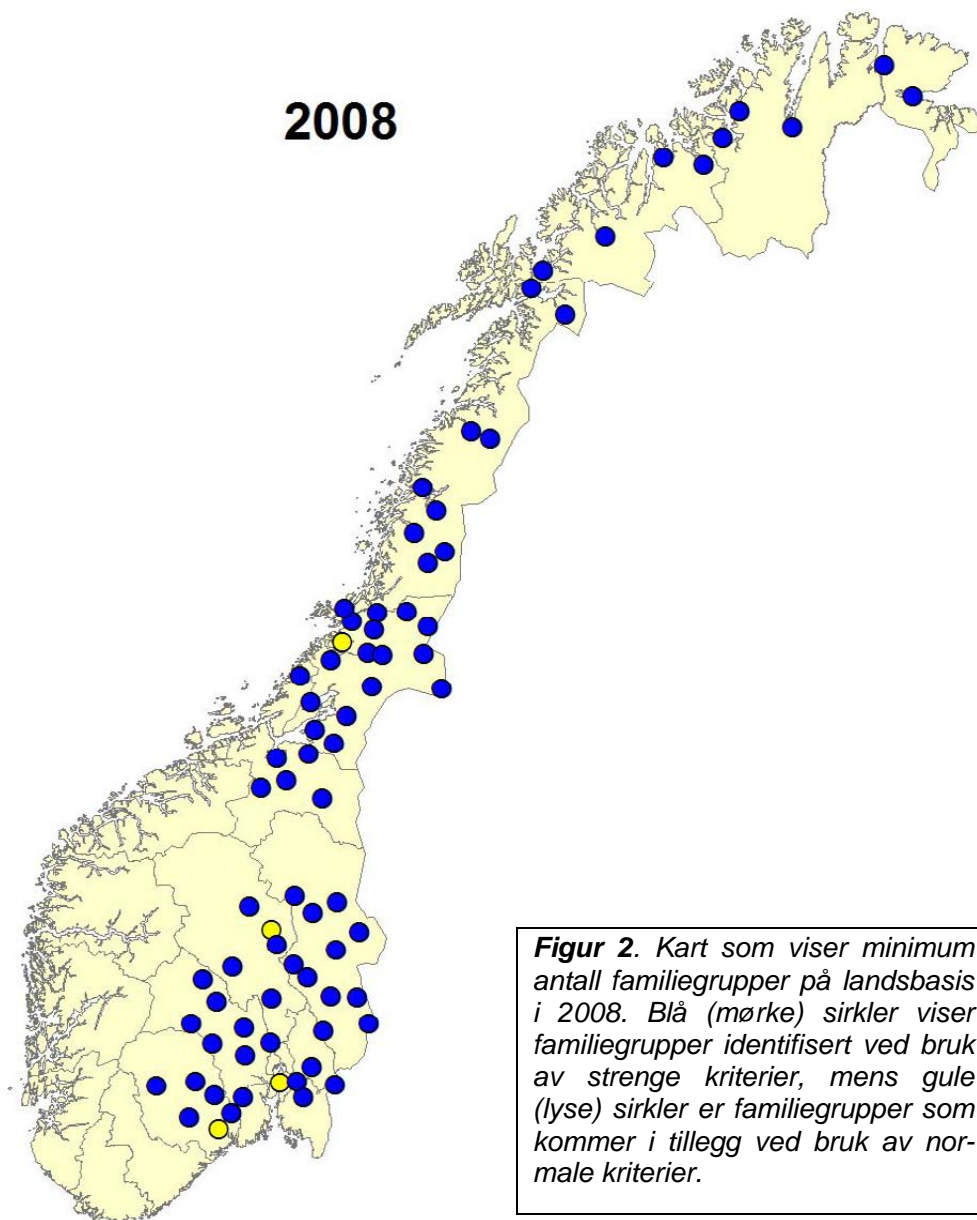 2008
Figur 2. Kart som viser minimum
antall familiegrupper på landsbasis
i 2008. Blå (mørke) sirkler viser
familiegrupper identifisert ved bruk
av strenge kriterier, mens gule
(lyse) sirkler er familiegrupper som
kommer i tillegg ved bruk av nor-
male kriterier.